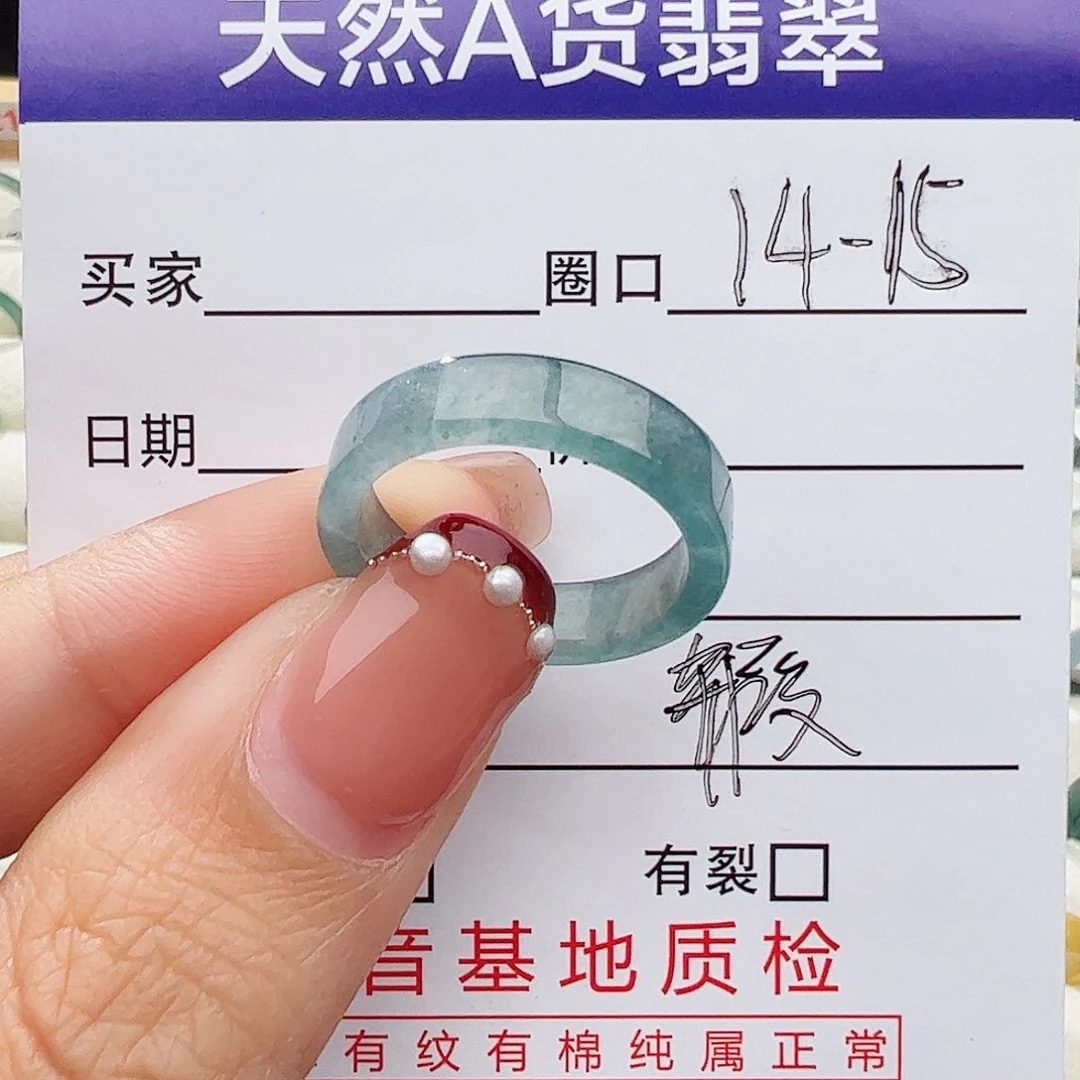 天然A货翡翠
买家 圈口 14-15
日期
有裂
音基地质检
有纹有棉纯属正常